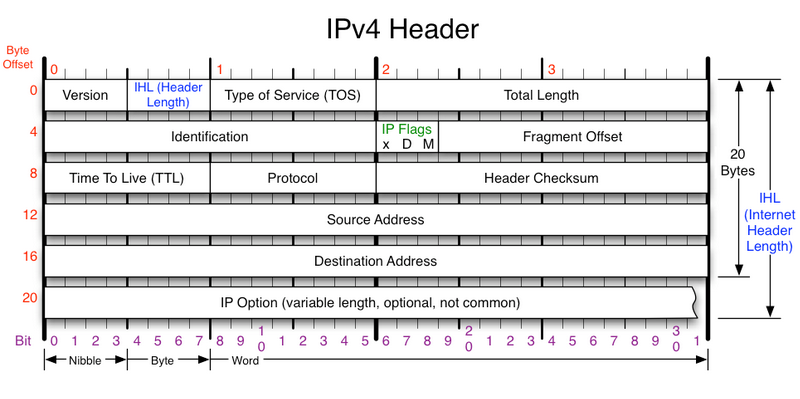 IPv4 Header
Byte
Offset
0 1 2 3
0 Version IHL (Header
Length) Type of Service (TOS) Total Length
4 Identification IP Flags
x D M Fragment Offset
8 Time To Live (TTL) Protocol Header Checksum
12 Source Address
16 Destination Address
20 IP Option (variable length, optional, not common)
20
Bytes
IHL
(Internet
Header
Length)
Bit 0 1 2 3 4 5 6 7 8 9 10 1 2 3 4 5 6 7 8 9 20 1 2 3 4 5 6 7 8 9 30 1
Nibble Byte Word